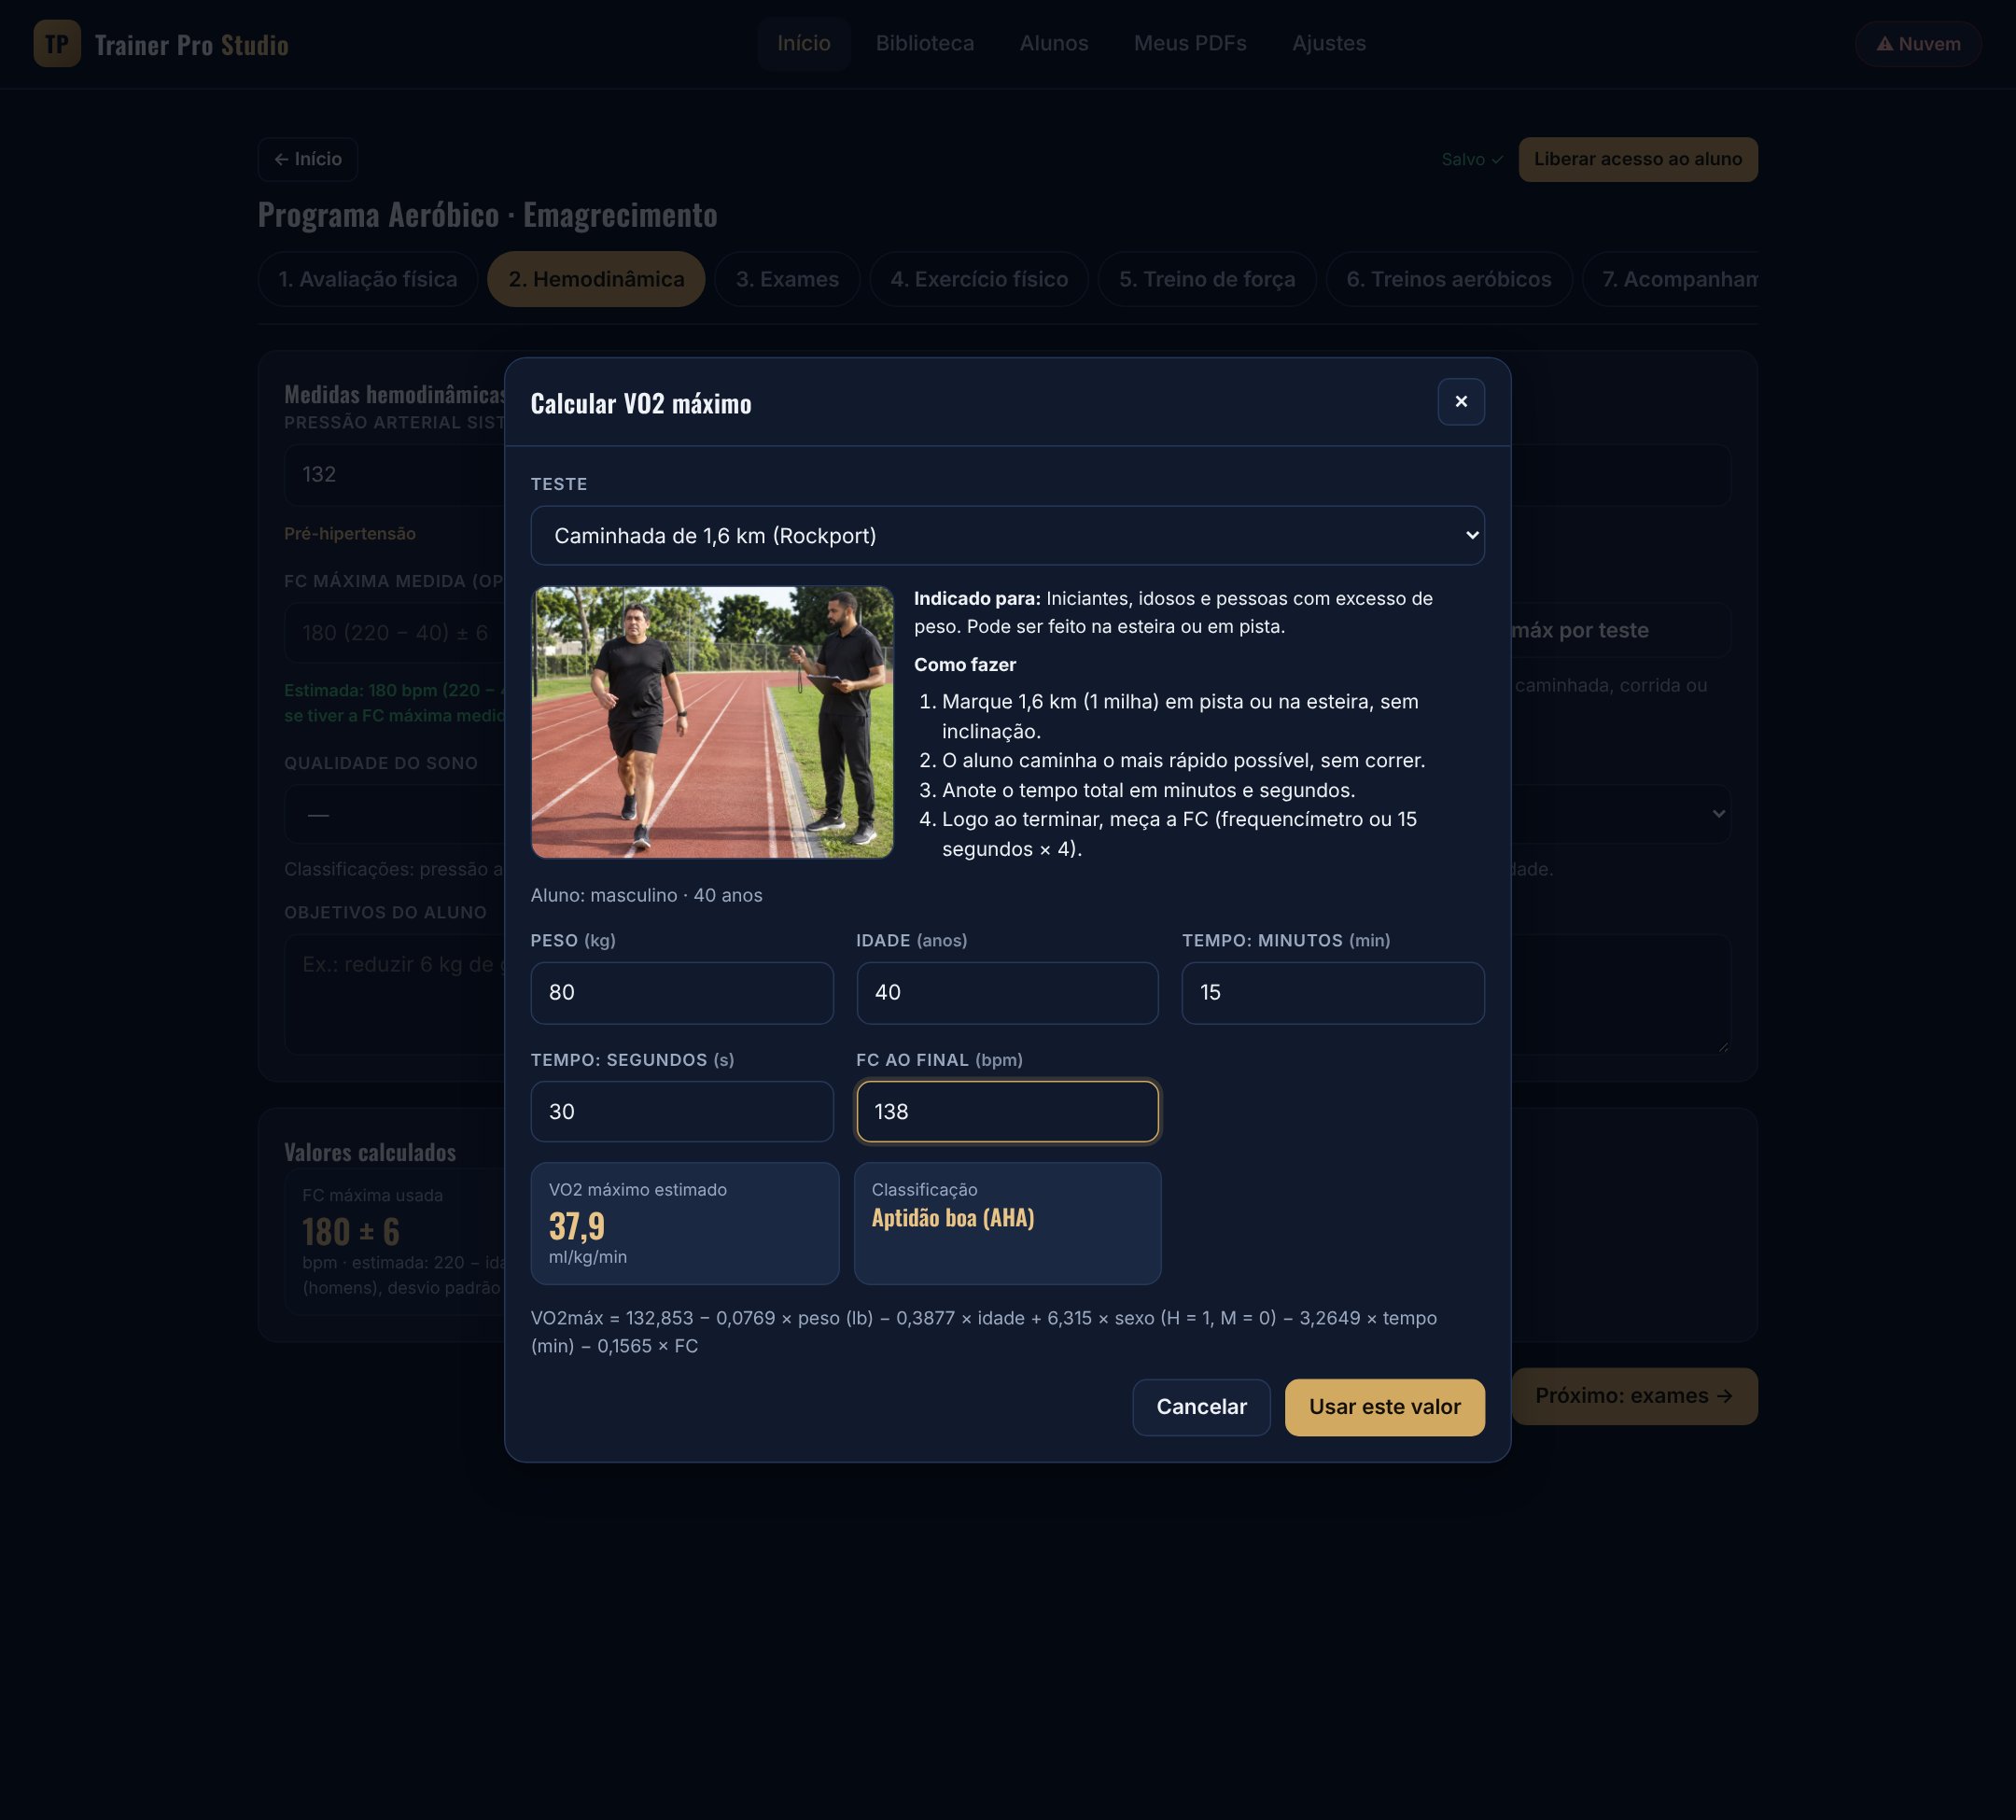 TP Trainer Pro Studio
Início Biblioteca Alunos Meus PDFs Ajustes
⚠ Nuvem
← Início
Salvo ✓ Liberar acesso ao aluno
Programa Aeróbico · Emagrecimento
1. Avaliação física 2. Hemodinâmica 3. Exames 4. Exercício físico 5. Treino de força 6. Treinos aeróbicos 7. Acompanham
Medidas hemodinâmicas
PRESSÃO ARTERIAL SIST
132
Pré-hipertensão
FC MÁXIMA MEDIDA (OP
180 (220 − 40) ± 6
máx por teste
Estimada: 180 bpm (220 −
se tiver a FC máxima medid
caminhada, corrida ou
QUALIDADE DO SONO
—
Classificações: pressão a
dade.
OBJETIVOS DO ALUNO
Ex.: reduzir 6 kg de g
Valores calculados
FC máxima usada
180 ± 6
bpm · estimada: 220 − ida
(homens), desvio padrão
Próximo: exames →
Calcular VO2 máximo
×
TESTE
Caminhada de 1,6 km (Rockport)
Indicado para: Iniciantes, idosos e pessoas com excesso de
peso. Pode ser feito na esteira ou em pista.
Como fazer
1. Marque 1,6 km (1 milha) em pista ou na esteira, sem
inclinação.
2. O aluno caminha o mais rápido possível, sem correr.
3. Anote o tempo total em minutos e segundos.
4. Logo ao terminar, meça a FC (frequencímetro ou 15
segundos × 4).
Aluno: masculino · 40 anos
PESO (kg) IDADE (anos) TEMPO: MINUTOS (min)
80 40 15
TEMPO: SEGUNDOS (s) FC AO FINAL (bpm)
30 138
VO2 máximo estimado
37,9
ml/kg/min
Classificação
Aptidão boa (AHA)
VO2máx = 132,853 − 0,0769 × peso (lb) − 0,3877 × idade + 6,315 × sexo (H = 1, M = 0) − 3,2649 × tempo
(min) − 0,1565 × FC
Cancelar Usar este valor